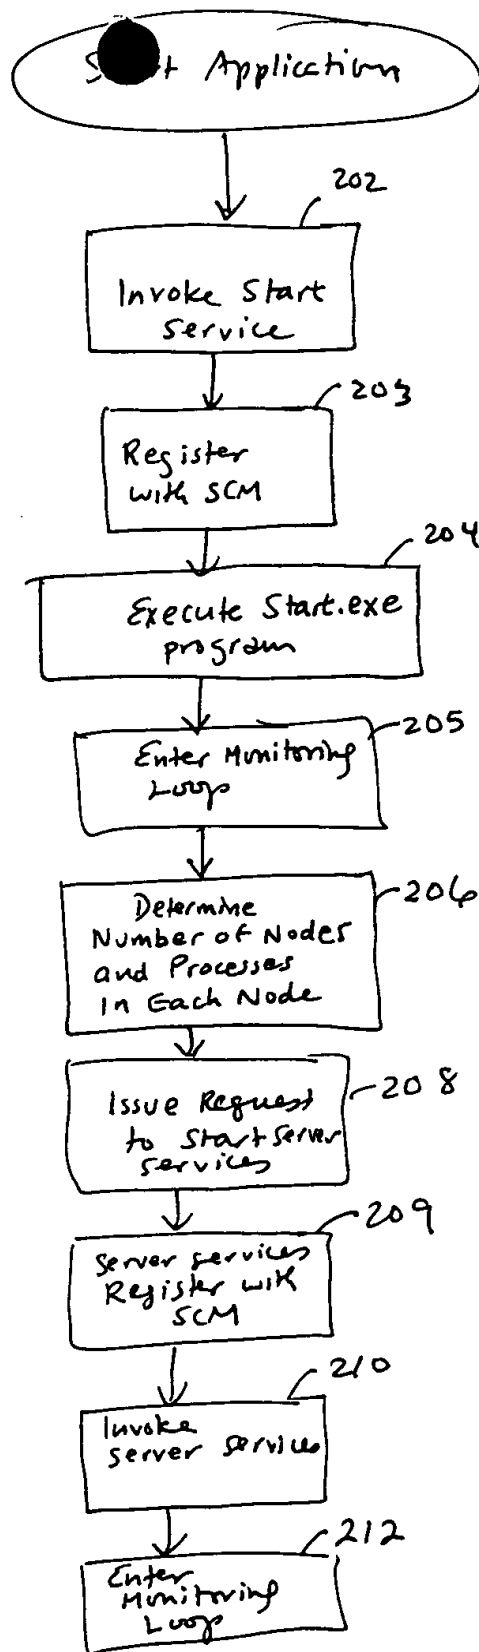 Application
202
Invoke Start
Service
203
Register
with SCM
204
Execute Start.exe
program
205
Enter Monitoring
Loop
206
Determine
Number of Nodes
and Processes
In Each Node
208
Issue Request
to Start Server
Services
209
Server services
Register with
SCM
210
Invoke
server services
212
Enter
Monitoring
Loop